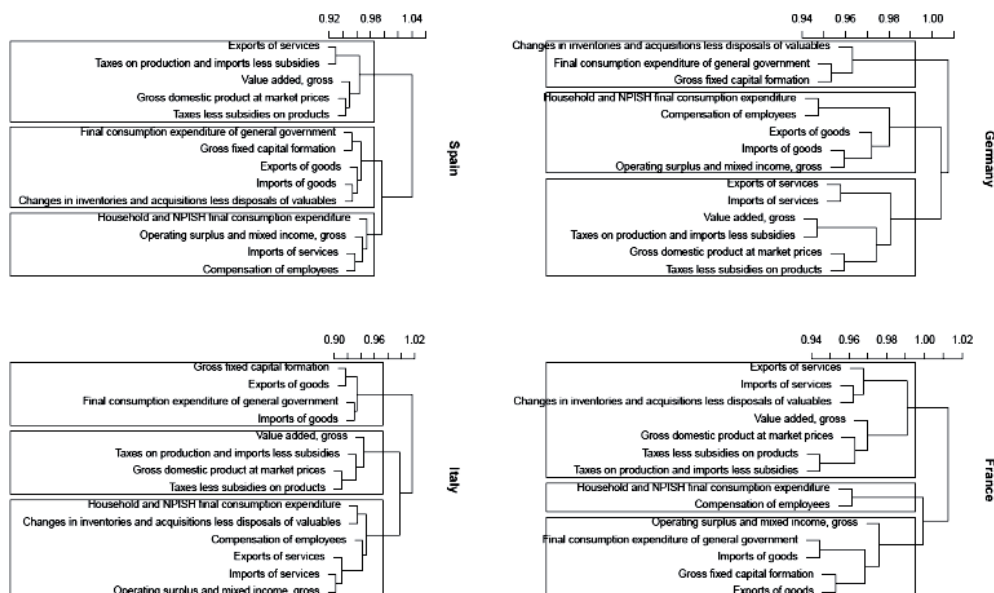 0.92 0.98 1.04
Exports of services
Taxes on production and imports less subsidies
Value added, gross
Gross domestic product at market prices
Taxes less subsidies on products
Final consumption expenditure of general government
Gross fixed capital formation
Exports of goods
Imports of goods
Changes in inventories and acquisitions less disposals of valuables
Household and NPISH final consumption expenditure
Operating surplus and mixed income, gross
Imports of services
Compensation of employees
Spain
0.94 0.96 0.98 1.00
Changes in inventories and acquisitions less disposals of valuables
Final consumption expenditure of general government
Gross fixed capital formation
Household and NPISH final consumption expenditure
Compensation of employees
Exports of goods
Imports of goods
Operating surplus and mixed income, gross
Exports of services
Imports of services
Value added, gross
Taxes on production and imports less subsidies
Gross domestic product at market prices
Taxes less subsidies on products
Germany
0.90 0.96 1.02
Gross fixed capital formation
Exports of goods
Final consumption expenditure of general government
Imports of goods
Value added, gross
Taxes on production and imports less subsidies
Gross domestic product at market prices
Taxes less subsidies on products
Household and NPISH final consumption expenditure
Changes in inventories and acquisitions less disposals of valuables
Compensation of employees
Exports of services
Imports of services
Operating surplus and mixed income, gross
Italy
0.94 0.96 0.98 1.00 1.02
Exports of services
Imports of services
Changes in inventories and acquisitions less disposals of valuables
Value added, gross
Gross domestic product at market prices
Taxes less subsidies on products
Taxes on production and imports less subsidies
Household and NPISH final consumption expenditure
Compensation of employees
Operating surplus and mixed income, gross
Final consumption expenditure of general government
Imports of goods
Gross fixed capital formation
Exports of goods
France